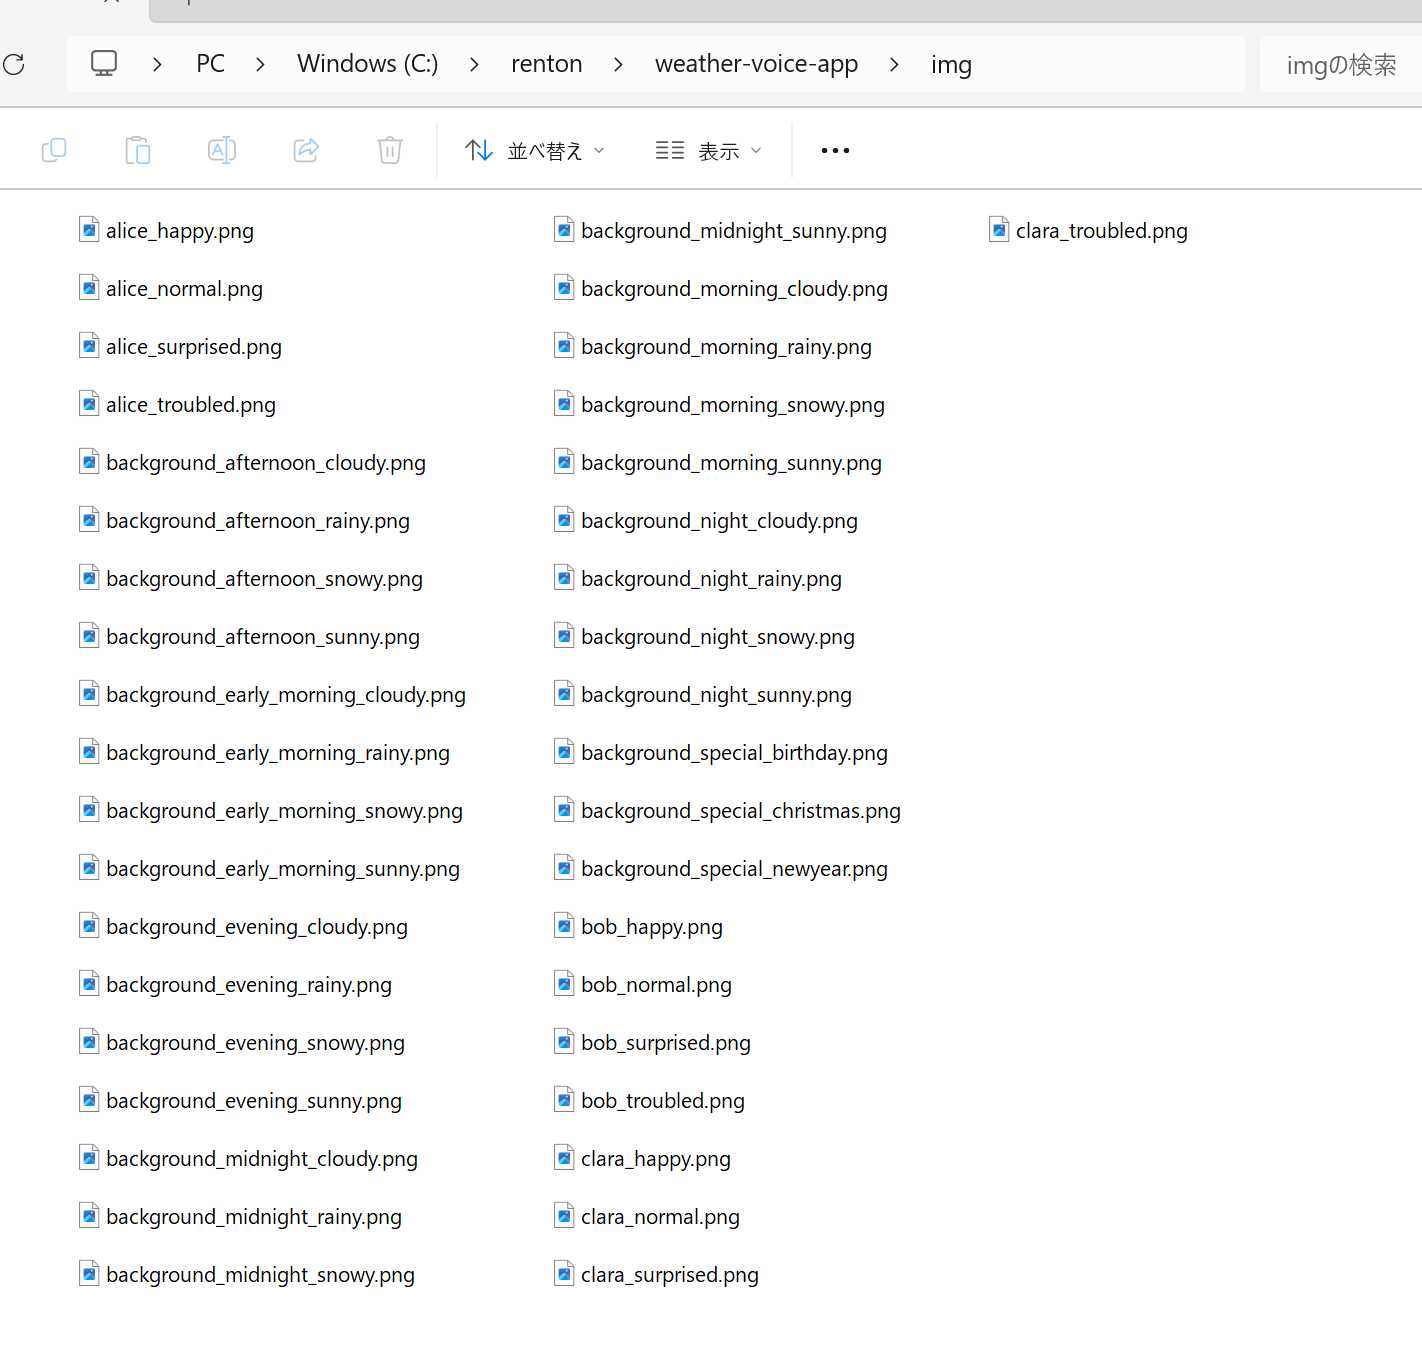 PC > Windows (C:) > renton > weather-voice-app > img
imgの検索
並べ替え
表示
alice_happy.png
alice_normal.png
alice_surprised.png
alice_troubled.png
background_afternoon_cloudy.png
background_afternoon_rainy.png
background_afternoon_snowy.png
background_afternoon_sunny.png
background_early_morning_cloudy.png
background_early_morning_rainy.png
background_early_morning_snowy.png
background_early_morning_sunny.png
background_evening_cloudy.png
background_evening_rainy.png
background_evening_snowy.png
background_evening_sunny.png
background_midnight_cloudy.png
background_midnight_rainy.png
background_midnight_snowy.png
background_midnight_sunny.png
background_morning_cloudy.png
background_morning_rainy.png
background_morning_snowy.png
background_morning_sunny.png
background_night_cloudy.png
background_night_rainy.png
background_night_snowy.png
background_night_sunny.png
background_special_birthday.png
background_special_christmas.png
background_special_newyear.png
bob_happy.png
bob_normal.png
bob_surprised.png
bob_troubled.png
clara_happy.png
clara_normal.png
clara_surprised.png
clara_troubled.png